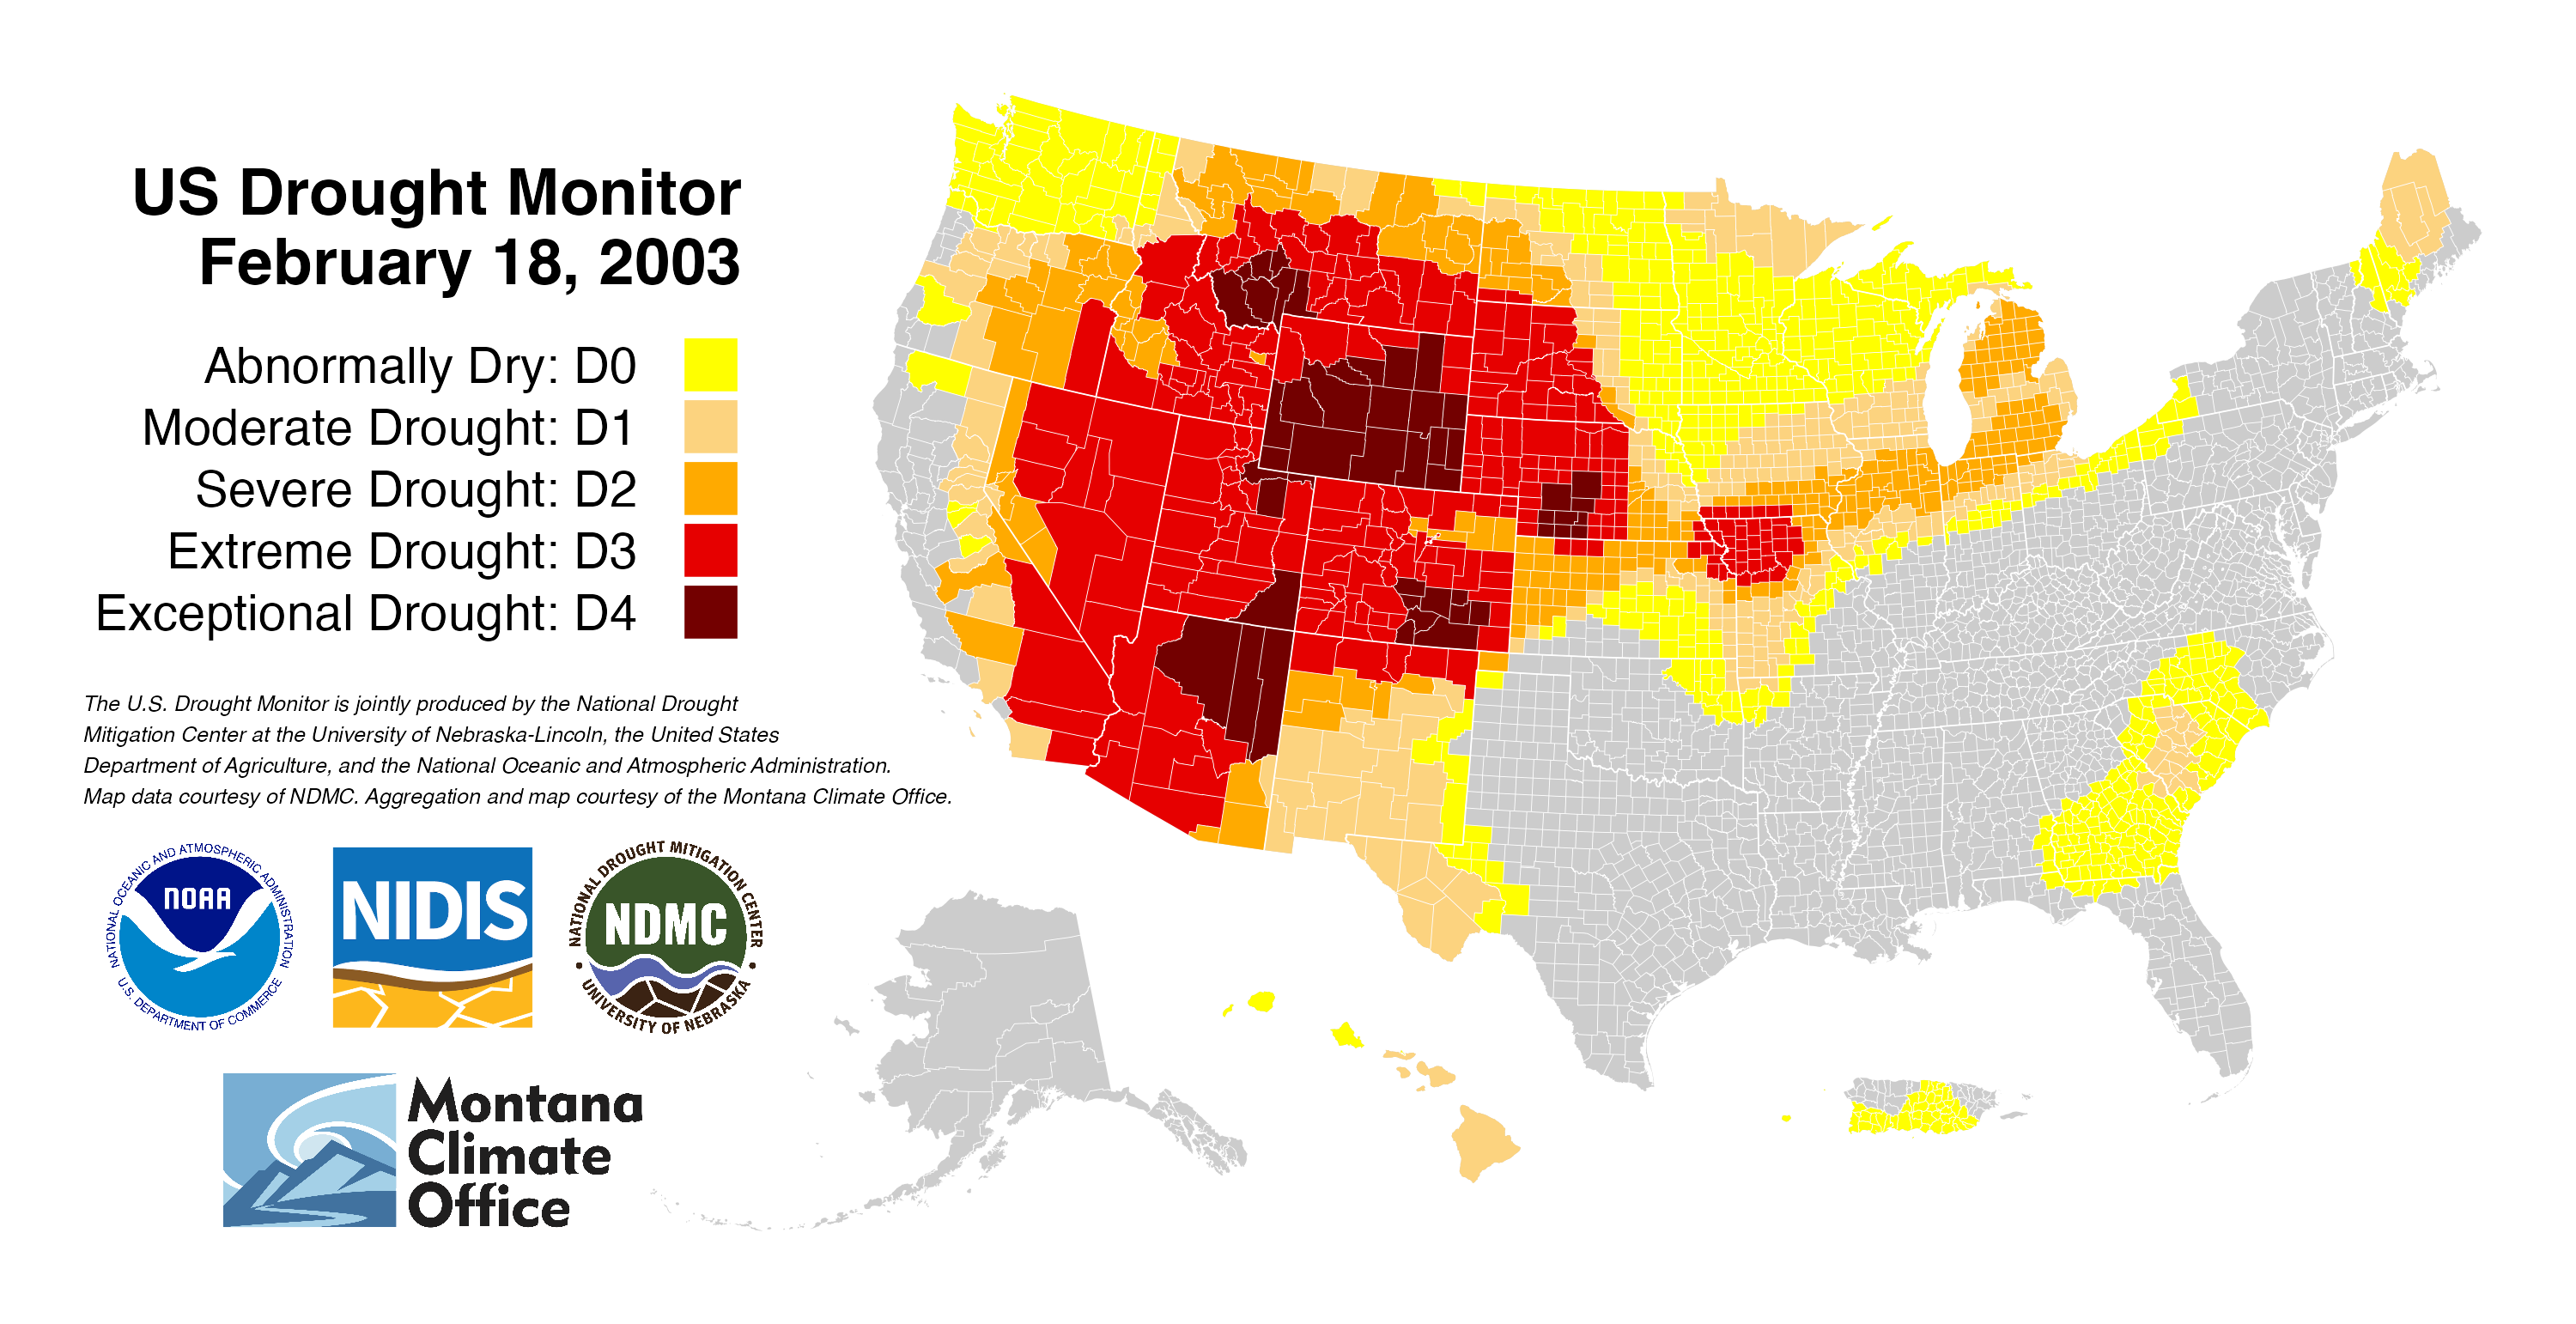 US Drought Monitor
February 18, 2003
Abnormally Dry: D0
Moderate Drought: D1
Severe Drought: D2
Extreme Drought: D3
Exceptional Drought: D4
The U.S. Drought Monitor is jointly produced by the National Drought
Mitigation Center at the University of Nebraska-Lincoln, the United States
Department of Agriculture, and the National Oceanic and Atmospheric Administration.
Map data courtesy of NDMC. Aggregation and map courtesy of the Montana Climate Office.
NATIONAL OCEANIC AND ATMOSPHERIC ADMINISTRATION
NOAA
U.S. DEPARTMENT OF COMMERCE
NIDIS
NATIONAL DROUGHT MITIGATION CENTER
NDMC
UNIVERSITY OF NEBRASKA
Montana
Climate
Office